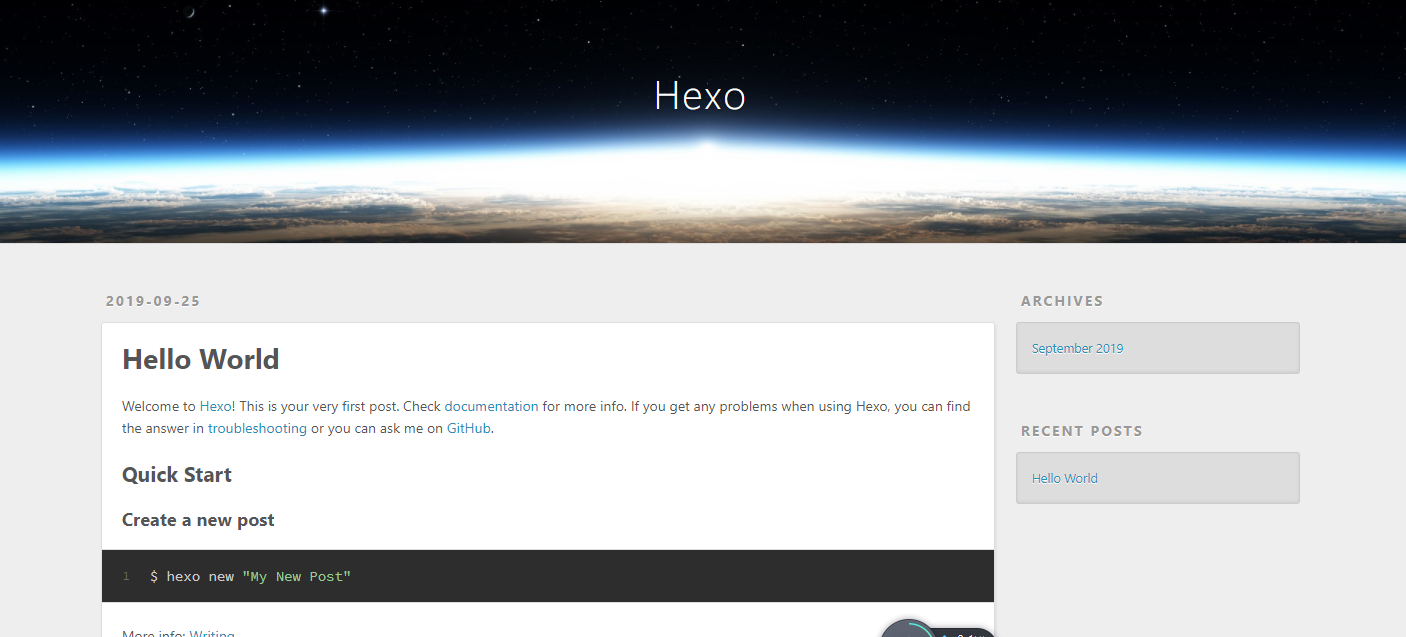 Hexo
2019-09-25
Hello World
Welcome to Hexo! This is your very first post. Check documentation for more info. If you get any problems when using Hexo, you can find
the answer in troubleshooting or you can ask me on GitHub.
Quick Start
Create a new post
1 $ hexo new "My New Post"
More info: Writing
ARCHIVES
September 2019
RECENT POSTS
Hello World